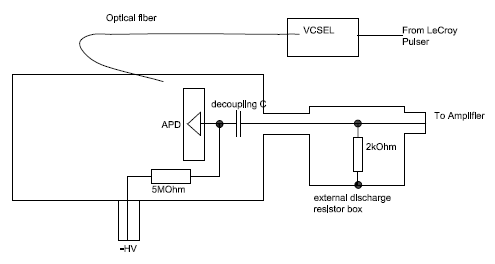 Optical fiber
VCSEL
From LeCroy
Pulser
decoupling C
APD
To Amplifier
2kOhm
5MOhm
external discharge
resistor box
-HV